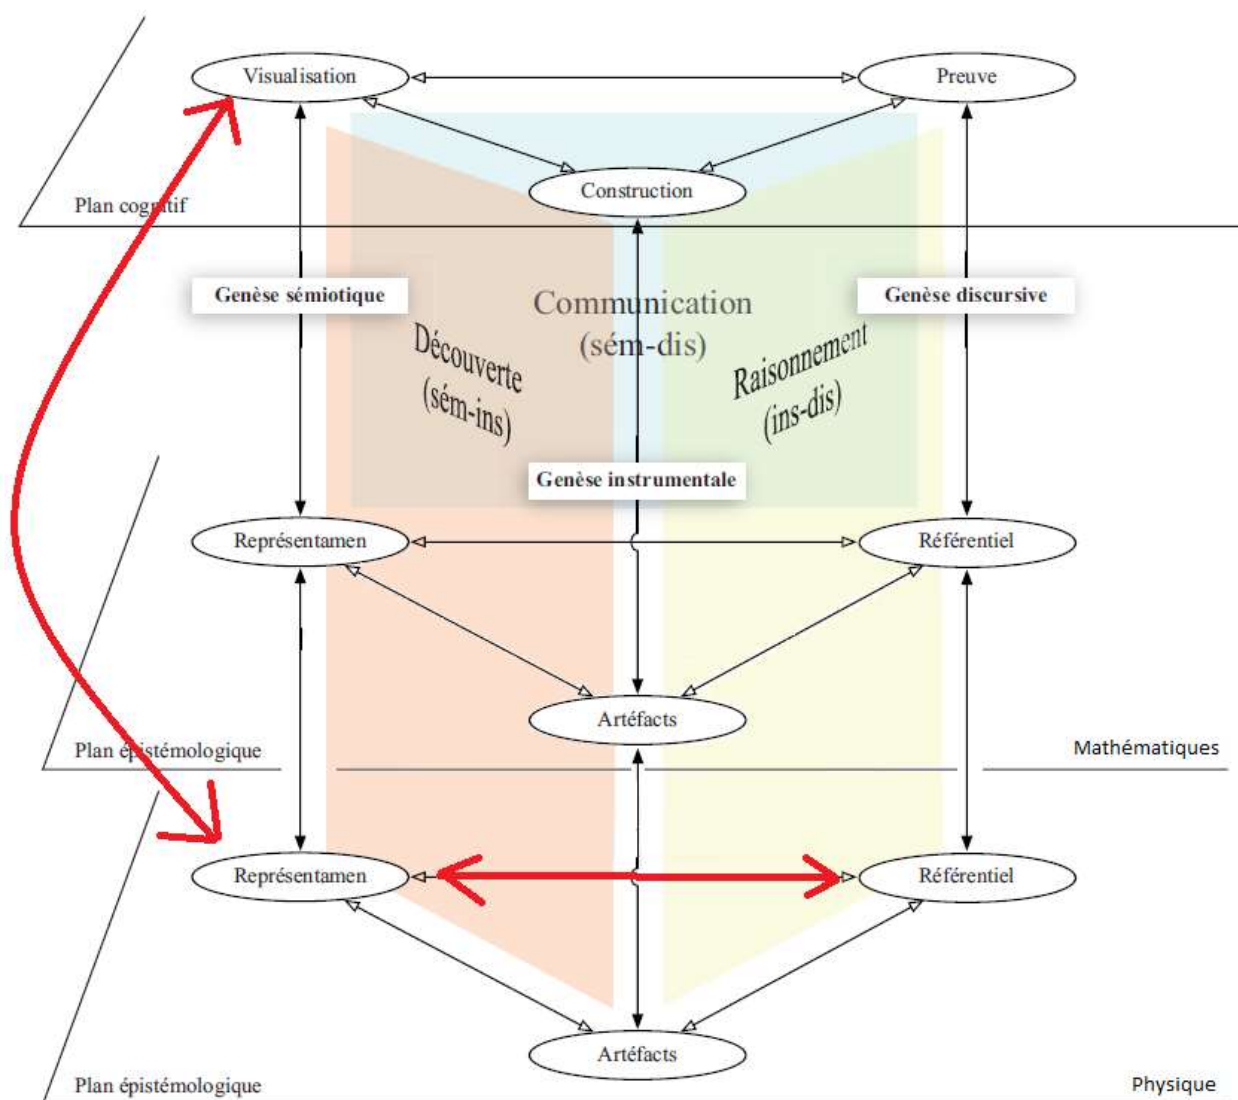 Visualisation
Preuve
Construction
Plan cognitif
Genèse sémiotique
Genèse discursive
Communication
(sém-dis)
Découverte
(sém-ins)
Raisonnement
(ins-dis)
Genèse instrumentale
Représentamen
Référentiel
Artéfacts
Plan épistémologique
Mathématiques
Représentamen
Référentiel
Artéfacts
Plan épistémologique
Physique